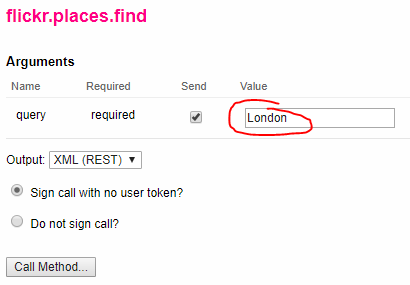 flickr.places.find
Arguments
Name Required Send Value
query required London
Output: XML (REST)
Sign call with no user token?
Do not sign call?
Call Method...